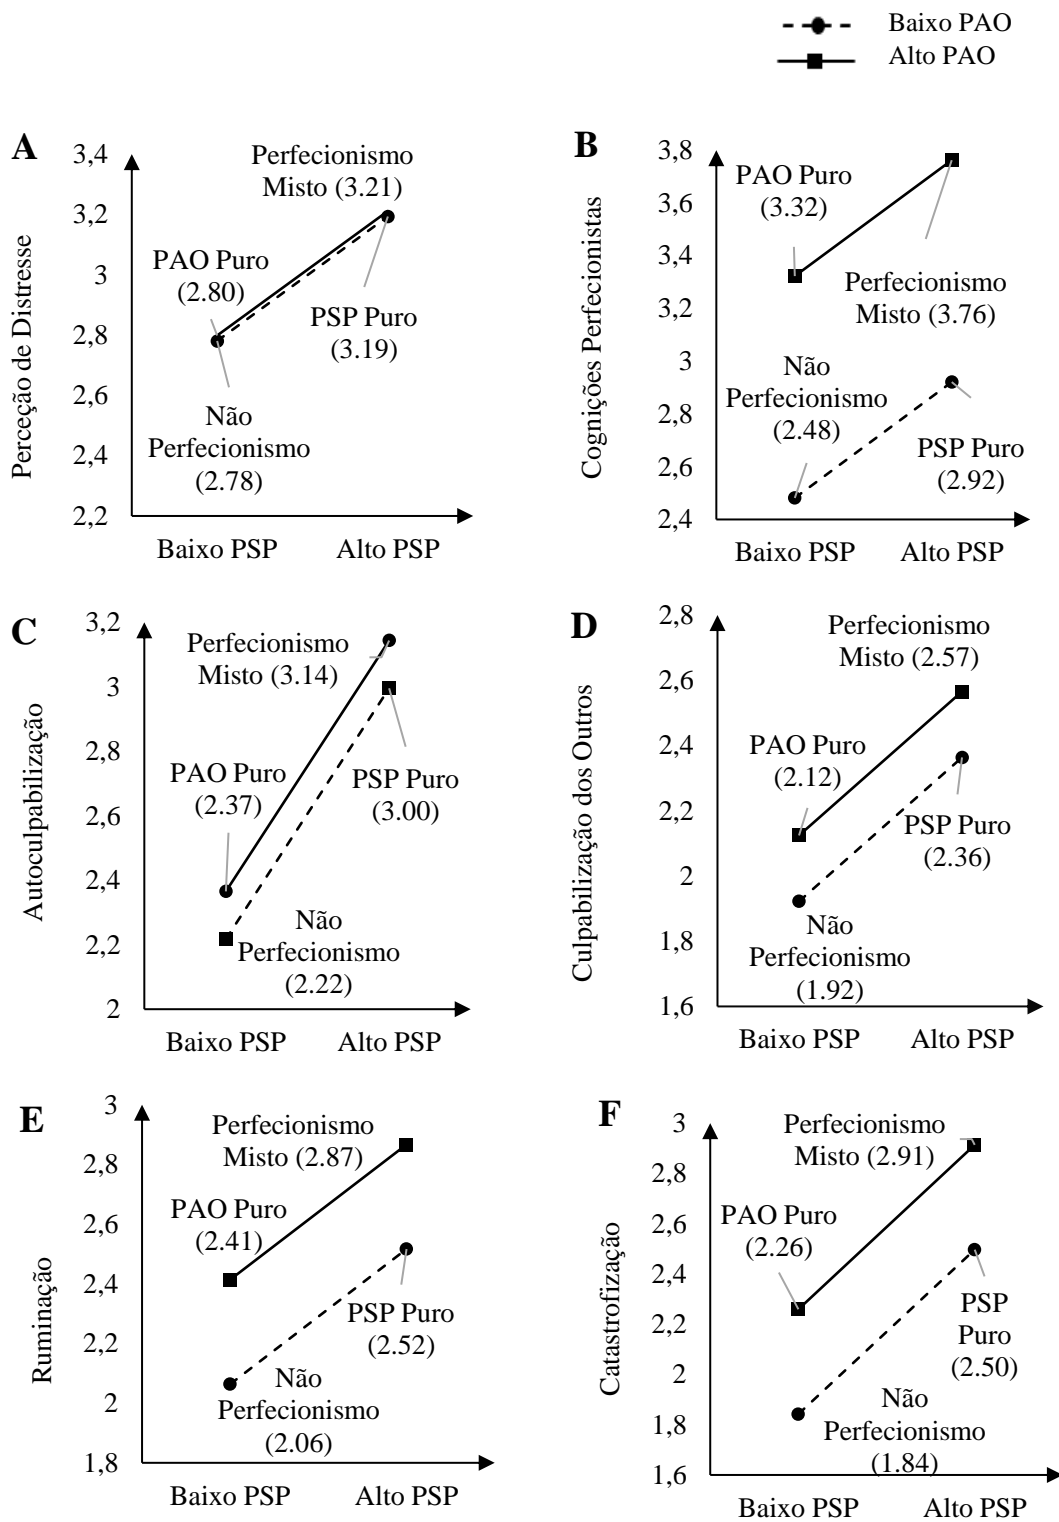 Baixo PAO
Alto PAO
A
Perceção de Distresse
3,4
3,2
3
2,8
2,6
2,4
2,2
Perfecionismo
Misto (3.21)
PAO Puro
(2.80)
PSP Puro
(3.19)
Não
Perfecionismo
(2.78)
Baixo PSP
Alto PSP
B
Cognições Perfecionistas
3,8
3,6
3,4
3,2
3
2,8
2,6
2,4
PAO Puro
(3.32)
Perfecionismo
Misto (3.76)
Não
Perfecionismo
(2.48)
PSP Puro
(2.92)
Baixo PSP
Alto PSP
C
Autoculpabilização
3,2
3
2,8
2,6
2,4
2,2
2
Perfecionismo
Misto (3.14)
PAO Puro
(2.37)
PSP Puro
(3.00)
Não
Perfecionismo
(2.22)
Baixo PSP
Alto PSP
D
Culpabilização dos Outros
2,8
2,6
2,4
2,2
2
1,8
1,6
Perfecionismo
Misto (2.57)
PAO Puro
(2.12)
PSP Puro
(2.36)
Não
Perfecionismo
(1.92)
Baixo PSP
Alto PSP
E
Ruminação
3
2,8
2,6
2,4
2,2
2
1,8
Perfecionismo
Misto (2.87)
PAO Puro
(2.41)
PSP Puro
(2.52)
Não
Perfecionismo
(2.06)
Baixo PSP
Alto PSP
F
Catastrofização
3
2,8
2,6
2,4
2,2
2
1,8
1,6
Perfecionismo
Misto (2.91)
PAO Puro
(2.26)
PSP
Puro
(2.50)
Não
Perfecionismo
(1.84)
Baixo PSP
Alto PSP